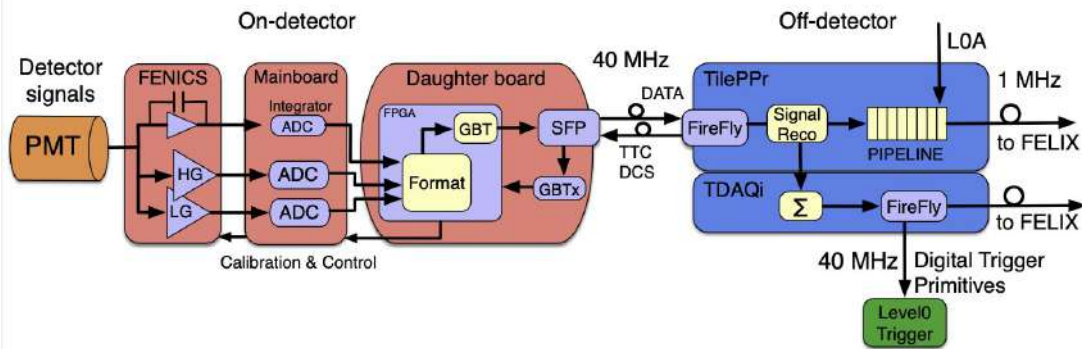 On-detector
Off-detector
Detector
signals
PMT
FENICS
HG
LG
Mainboard
Integrator
ADC
ADC
ADC
Calibration & Control
Daughter board
FPGA
GBT
Format
SFP
GBTx
40 MHz
DATA
TTC
DCS
TilePPr
FireFly
Signal
Reco
PIPELINE
L0A
1 MHz
to FELIX
TDAQi
Σ
FireFly
to FELIX
40 MHz
Digital Trigger
Primitives
Level0
Trigger